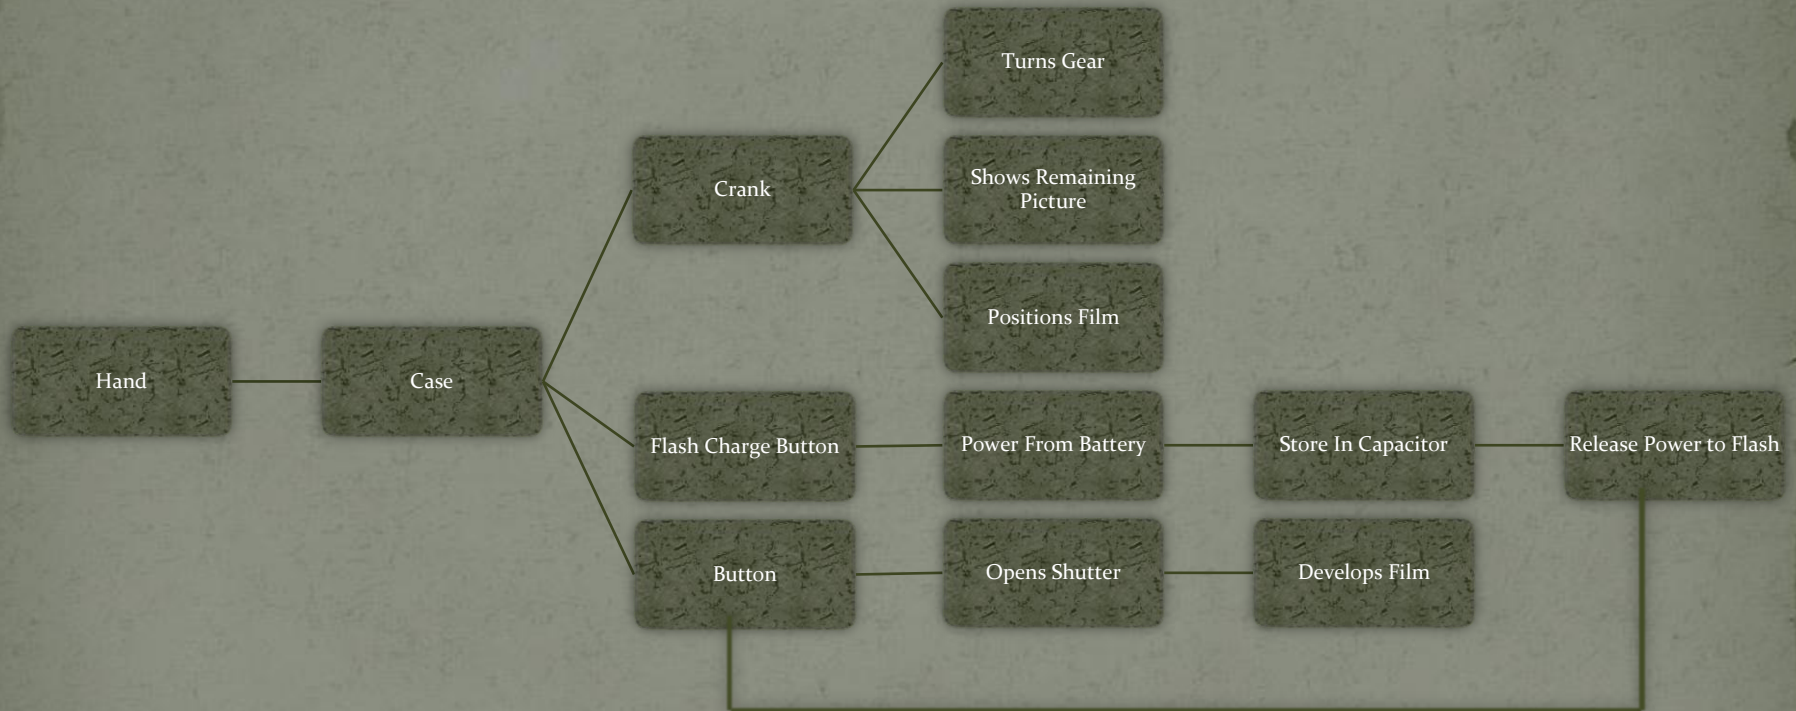 Turns Gear
Crank
Shows Remaining
Picture
Positions Film
Hand
Case
Flash Charge Button
Power From Battery
Store In Capacitor
Release Power to Flash
Button
Opens Shutter
Develops Film